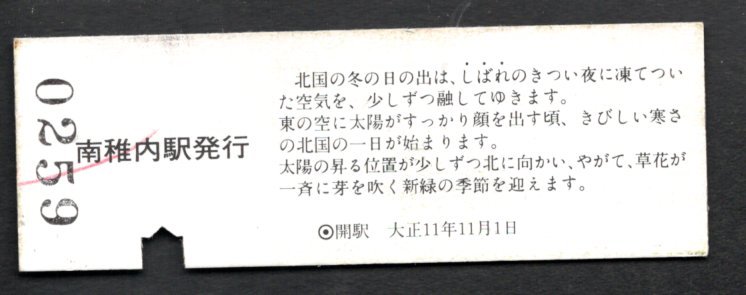 0259
南稚内駅発行
北国の冬の日の出は、しばれのきつい夜に凍てつい
た空気を、少しずつ融してゆきます。
東の空に太陽がすっかり顔を出す頃、きびしい寒さ
の北国の一日が始まります。
太陽の昇る位置が少しずつ北に向かい、やがて、草花が
一斉に芽を吹く新緑の季節を迎えます。
◉開駅　大正11年11月1日